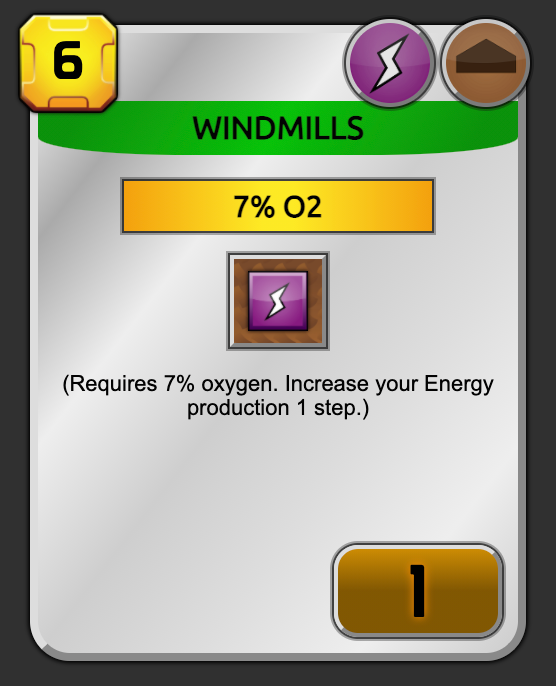 6
WINDMILLS
7% O2
(Requires 7% oxygen. Increase your Energy
production 1 step.)
1